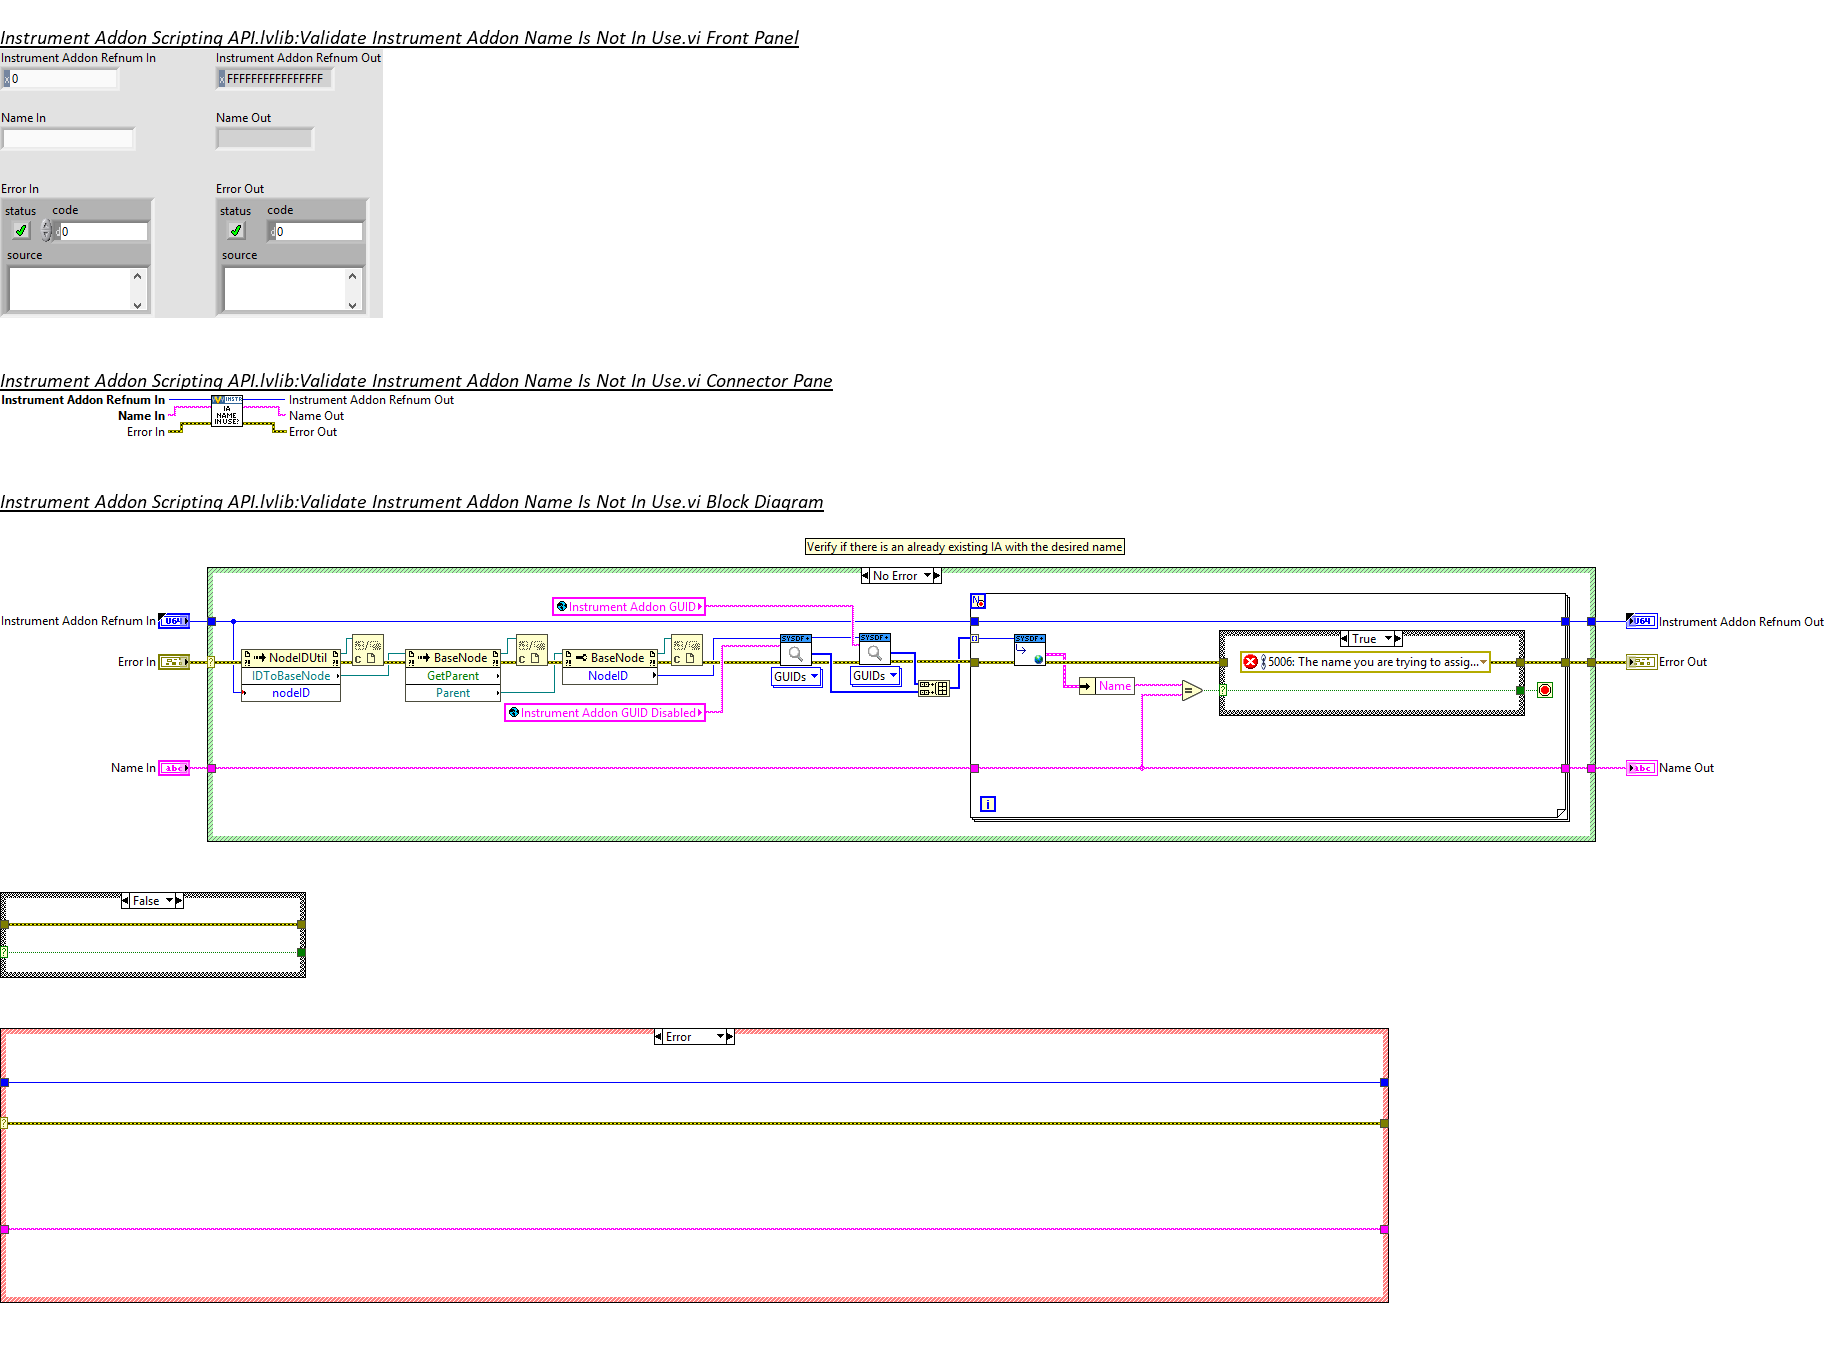 Instrument Addon Scripting API.lvlib:Validate Instrument Addon Name Is Not In Use.vi Front Panel
Instrument Addon Refnum In
Instrument Addon Refnum Out
x 0
x FFFFFFFFFFFFFFFF
Name In
Name Out
Error In
Error Out
status code
status code
d 0
d 0
source
source
Instrument Addon Scripting API.lvlib:Validate Instrument Addon Name Is Not In Use.vi Connector Pane
Instrument Addon Refnum In
INSTR
Instrument Addon Refnum Out
IA
NAME
IN USE?
Name In
Name Out
Error In
Error Out
Instrument Addon Scripting API.lvlib:Validate Instrument Addon Name Is Not In Use.vi Block Diagram
Verify if there is an already existing IA with the desired name
No Error
Instrument Addon GUID
N
Instrument Addon Refnum In
U64
U64
Instrument Addon Refnum Out
SYSDF
SYSDF
SYSDF
True
Error In
NodeIDUtil
C
BaseNode
C
BaseNode
C
5006: The name you are trying to assig...
Error Out
IDToBaseNode
GetParent
NodeID
GUIDs
GUIDs
nodeID
Parent
Name
=
Instrument Addon GUID Disabled
Name In
abc
abc
Name Out
i
False
?
Error
?